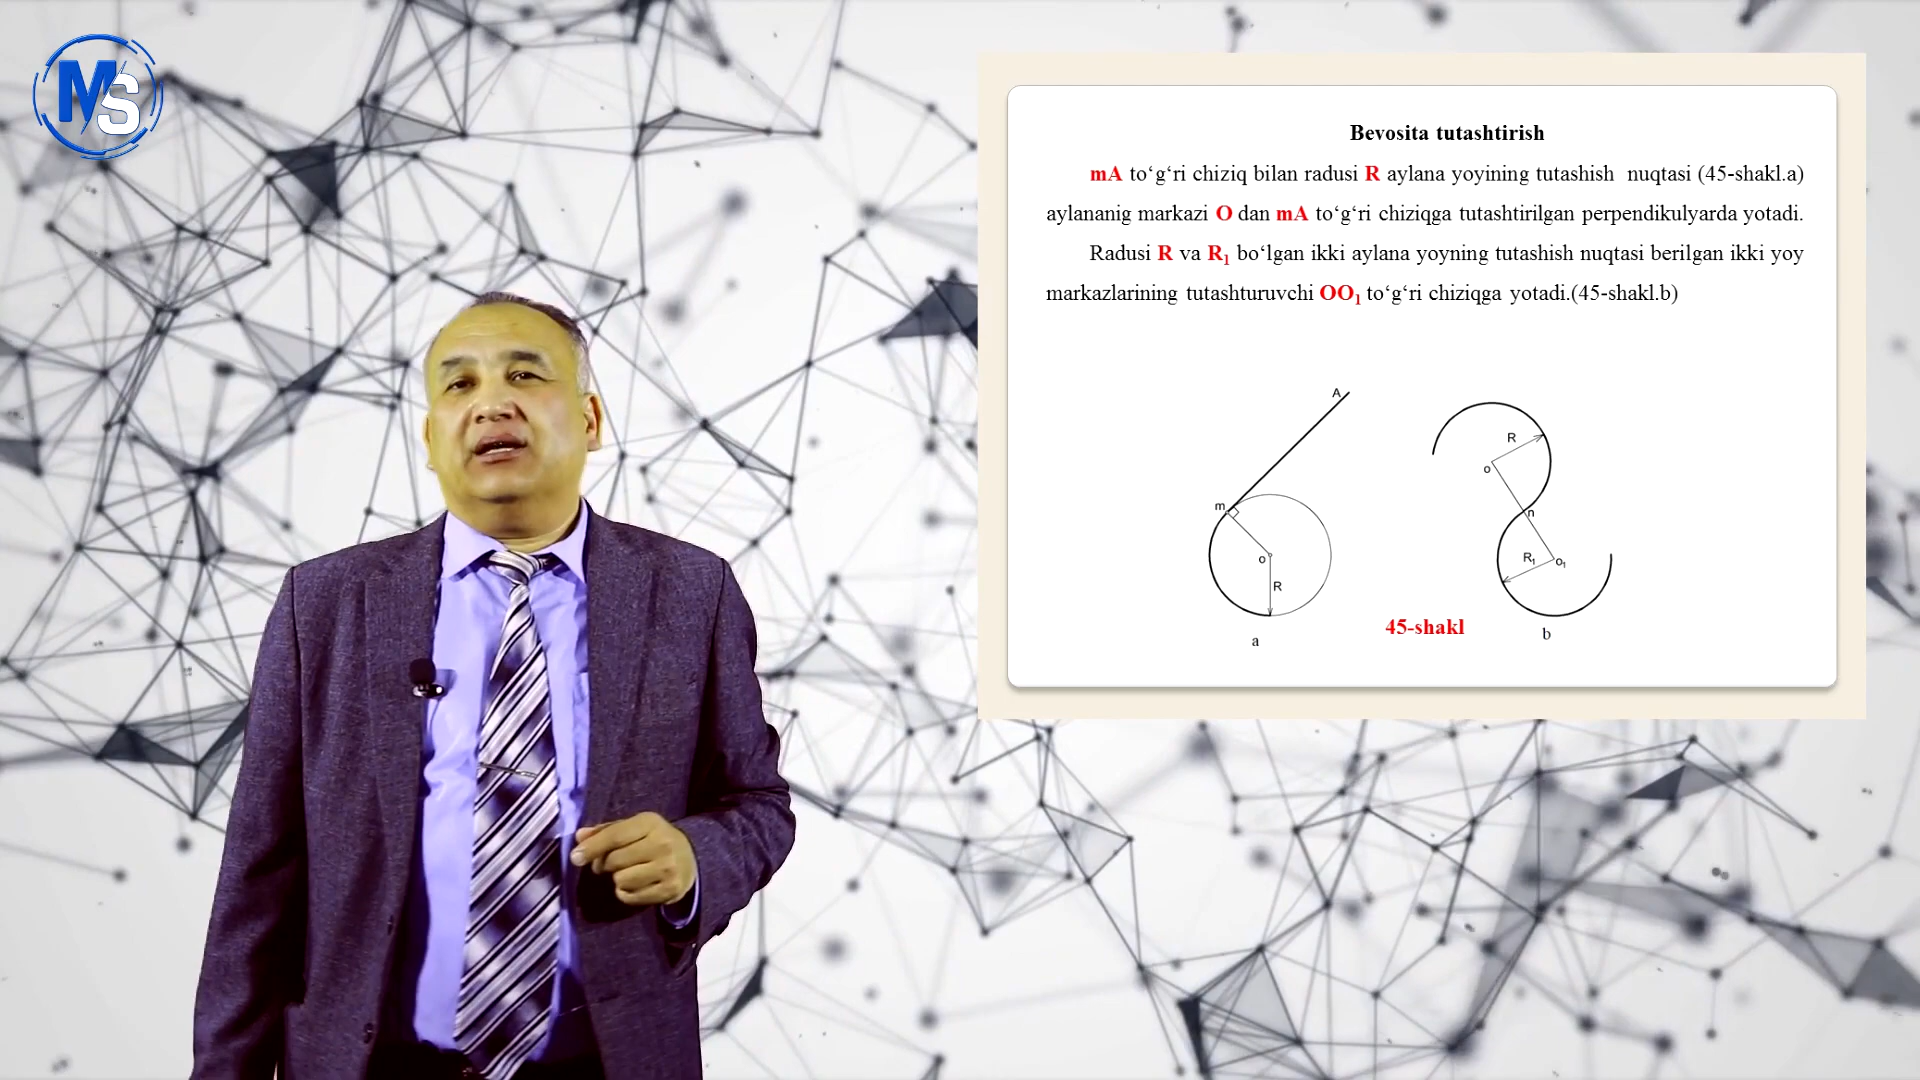 MS
Bevosita tutashtirish
mA to‘g‘ri chiziq bilan radusi R aylana yoyining tutashish nuqtasi (45-shakl.a)
aylananig markazi O dan mA to‘g‘ri chiziqga tutashtirilgan perpendikulyarda yotadi.
Radusi R va R₁ bo‘lgan ikki aylana yoyning tutashish nuqtasi berilgan ikki yoy
markazlarining tutashturuvchi OO₁ to‘g‘ri chiziqga yotadi.(45-shakl.b)
A
m
o
R
a
45-shakl
R
o
n
R₁
o₁
b